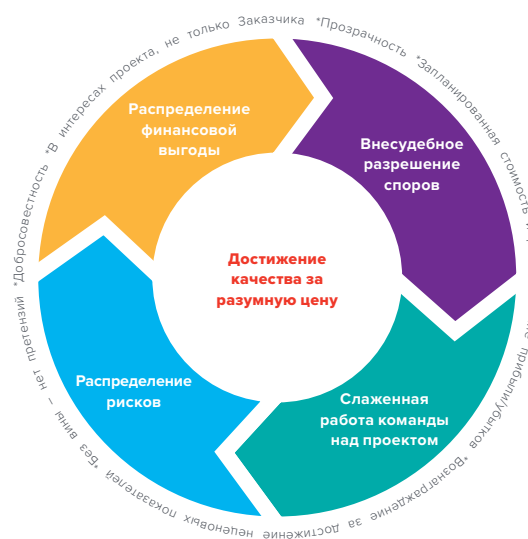 Распределение
финансовой
выгоды
Внесудебное
разрешение
споров
Достижение
качества за
разумную цену
Распределение
рисков
Слаженная
работа команды
над проектом
*Добросовестность *В интересах проекта, не только Заказчика *Прозрачность *Запланированная стоимость и
прибыли/убытков *Вознаграждение за достижение неценовых показателей *Без вины – нет претензий